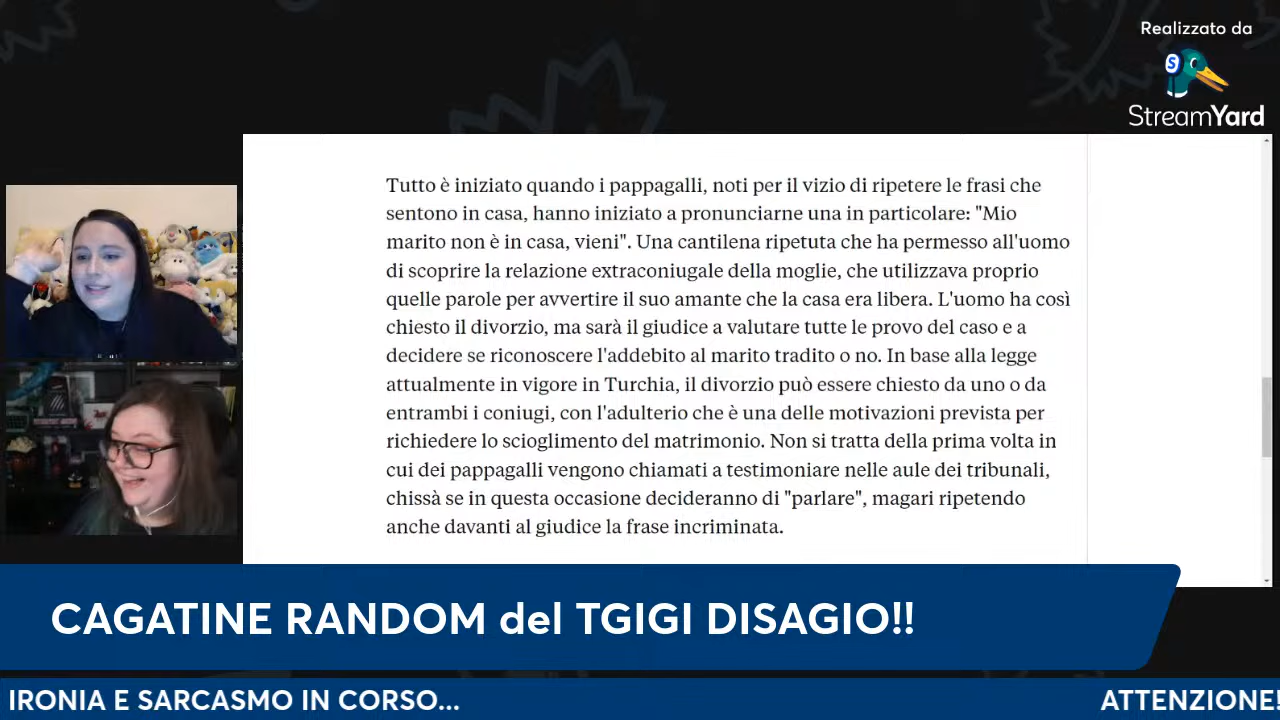 Realizzato da
StreamYard
Tutto è iniziato quando i pappagalli, noti per il vizio di ripetere le frasi che
sentono in casa, hanno iniziato a pronunciarne una in particolare: "Mio
marito non è in casa, vieni". Una cantilena ripetuta che ha permesso all'uomo
di scoprire la relazione extraconiugale della moglie, che utilizzava proprio
quelle parole per avvertire il suo amante che la casa era libera. L'uomo ha così
chiesto il divorzio, ma sarà il giudice a valutare tutte le provo del caso e a
decidere se riconoscere l'addebito al marito tradito o no. In base alla legge
attualmente in vigore in Turchia, il divorzio può essere chiesto da uno o da
entrambi i coniugi, con l'adulterio che è una delle motivazioni prevista per
richiedere lo scioglimento del matrimonio. Non si tratta della prima volta in
cui dei pappagalli vengono chiamati a testimoniare nelle aule dei tribunali,
chissà se in questa occasione decideranno di "parlare", magari ripetendo
anche davanti al giudice la frase incriminata.
CAGATINE RANDOM del TGIGI DISAGIO!!
IRONIA E SARCASMO IN CORSO... ATTENZIONE!